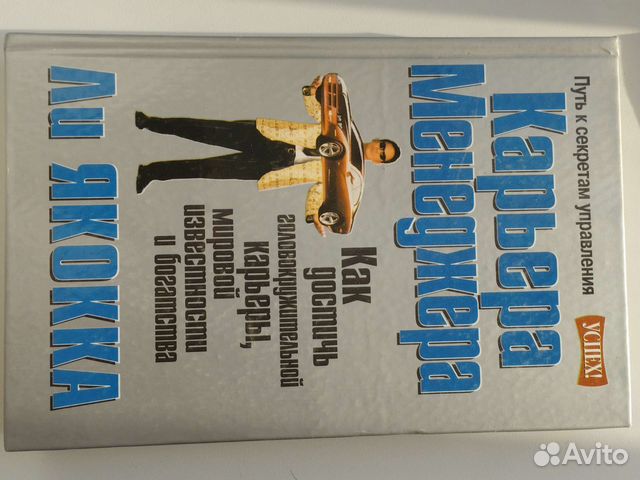 Путь к секретам управления
Карьера
Менеджера
УСПЕХ!
Как
достичь
головокружительной
карьеры,
мировой
известности
и богатства
ЛИ ЯКОККА
Avito